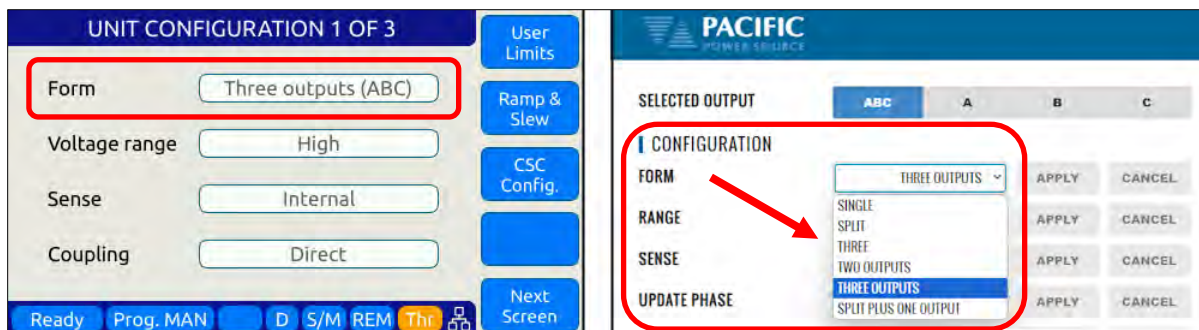 UNIT CONFIGURATION 1 OF 3
Form Three outputs (ABC)
Voltage range High
Sense Internal
Coupling Direct
User
Limits
Ramp &
Slew
CSC
Config.
Next
Screen
Ready Prog. MAN D S/M REM Thr
PACIFIC
POWER SOURCE
SELECTED OUTPUT ABC A B C
CONFIGURATION
FORM THREE OUTPUTS APPLY CANCEL
SINGLE
RANGE SPLIT APPLY CANCEL
THREE
SENSE TWO OUTPUTS APPLY CANCEL
THREE OUTPUTS
UPDATE PHASE SPLIT PLUS ONE OUTPUT APPLY CANCEL